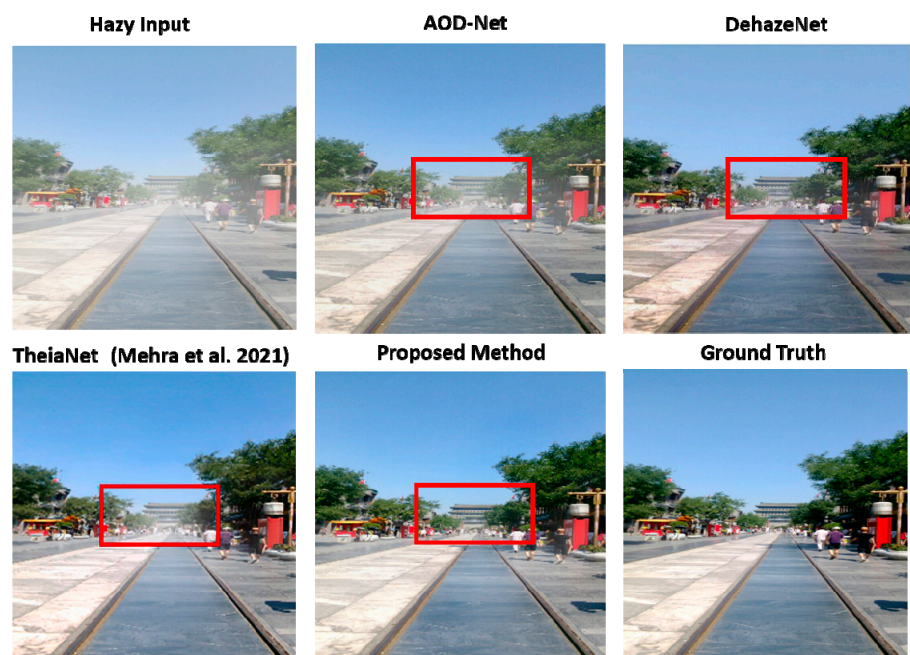 Hazy Input
AOD-Net
DehazeNet
TheiaNet (Mehra et al. 2021)
Proposed Method
Ground Truth